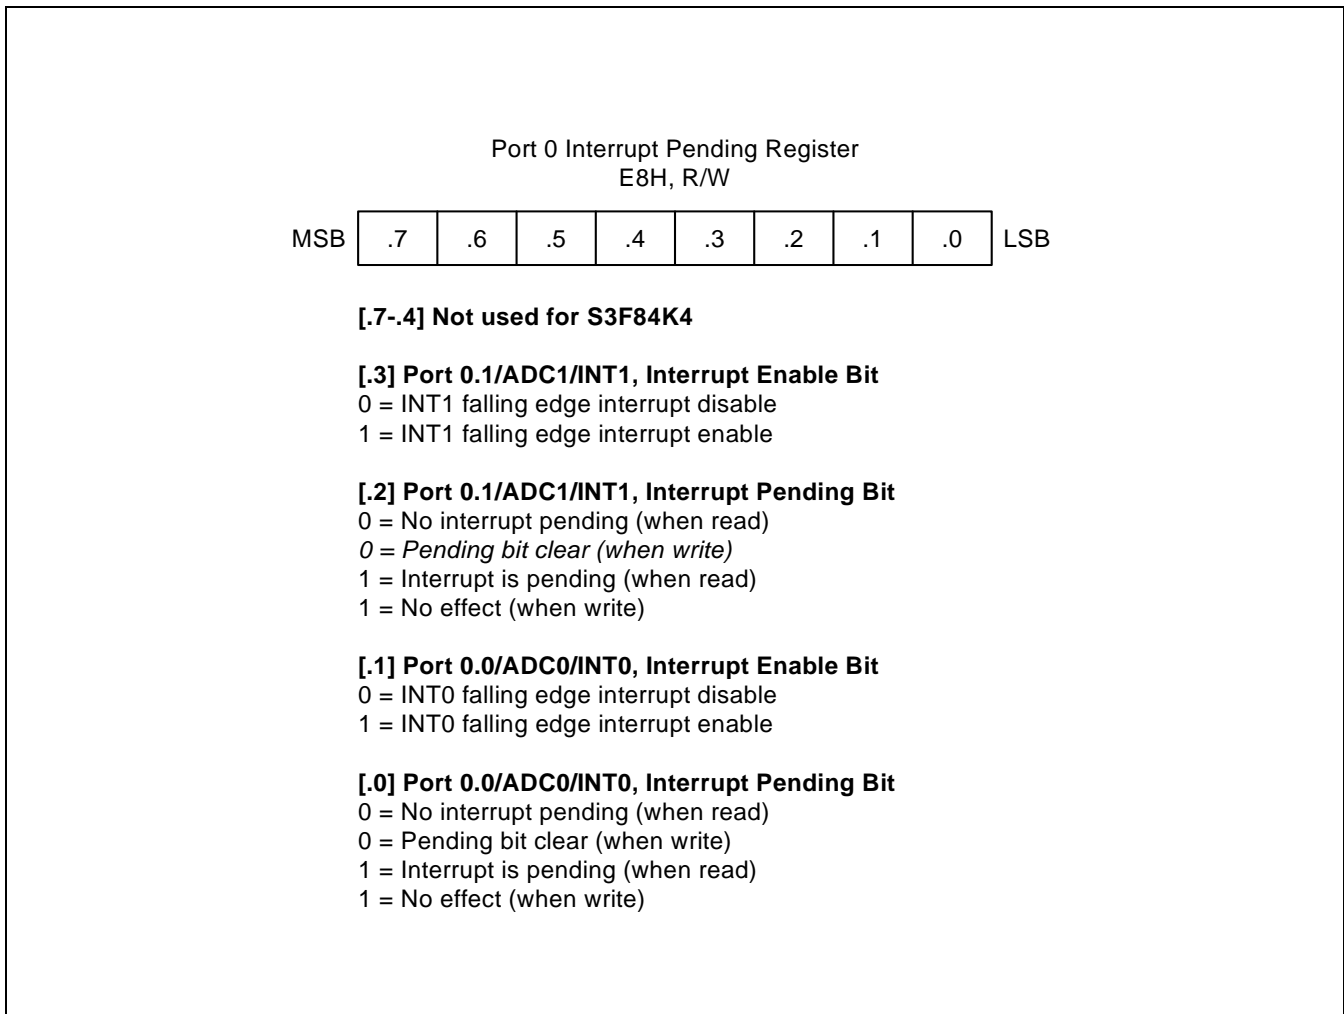 Port 0 Interrupt Pending Register
E8H, R/W
MSB .7 .6 .5 .4 .3 .2 .1 .0 LSB
[.7-.4] Not used for S3F84K4
[.3] Port 0.1/ADC1/INT1, Interrupt Enable Bit
0 = INT1 falling edge interrupt disable
1 = INT1 falling edge interrupt enable
[.2] Port 0.1/ADC1/INT1, Interrupt Pending Bit
0 = No interrupt pending (when read)
0 = Pending bit clear (when write)
1 = Interrupt is pending (when read)
1 = No effect (when write)
[.1] Port 0.0/ADC0/INT0, Interrupt Enable Bit
0 = INT0 falling edge interrupt disable
1 = INT0 falling edge interrupt enable
[.0] Port 0.0/ADC0/INT0, Interrupt Pending Bit
0 = No interrupt pending (when read)
0 = Pending bit clear (when write)
1 = Interrupt is pending (when read)
1 = No effect (when write)